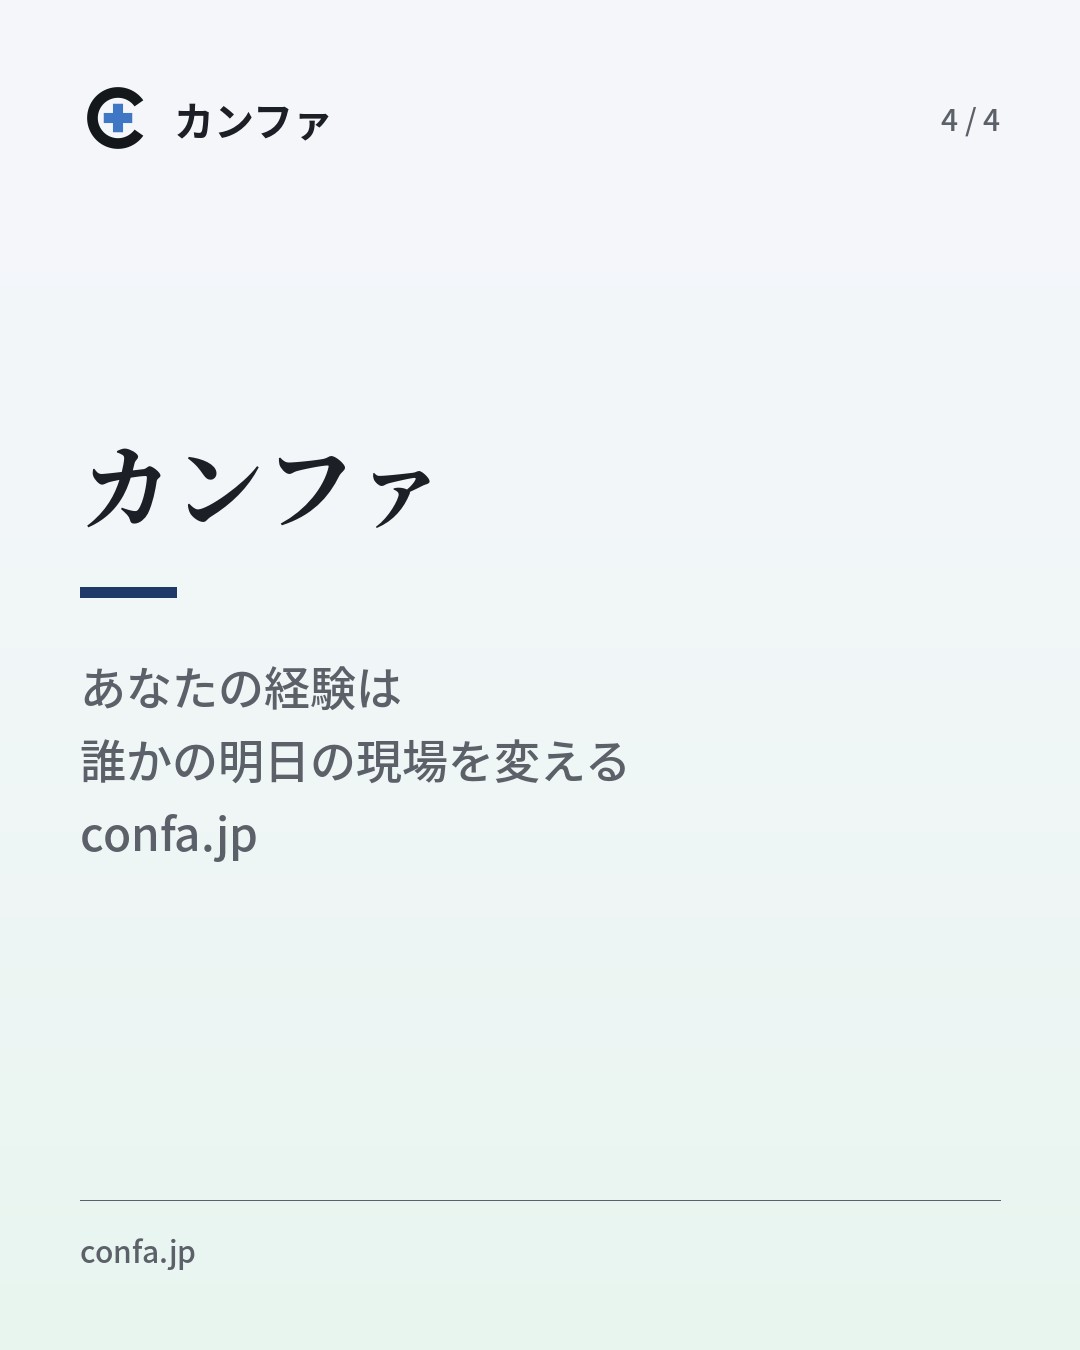 カンファ
4 / 4
カンファ
あなたの経験は
誰かの明日の現場を変える
confa.jp
confa.jp